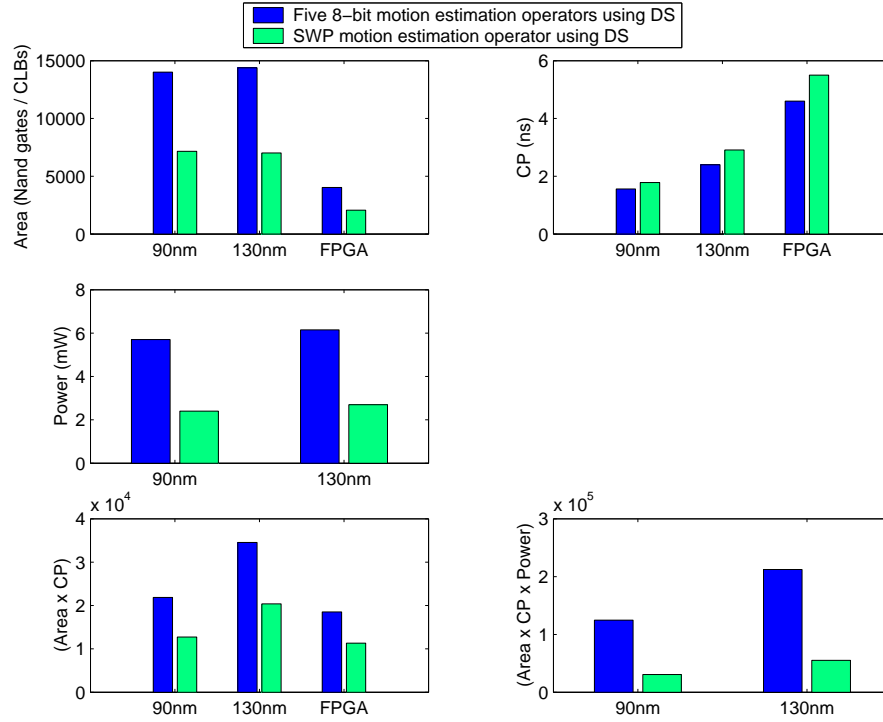 Five 8−bit motion estimation operators using DS
SWP motion estimation operator using DS
Area (Nand gates / CLBs)
15000
10000
5000
0
90nm 130nm FPGA
CP (ns)
6
4
2
0
90nm 130nm FPGA
Power (mW)
8
6
4
2
0
90nm 130nm
x 10^4
(Area x CP)
4
3
2
1
0
90nm 130nm FPGA
x 10^5
(Area x CP x Power)
3
2
1
0
90nm 130nm